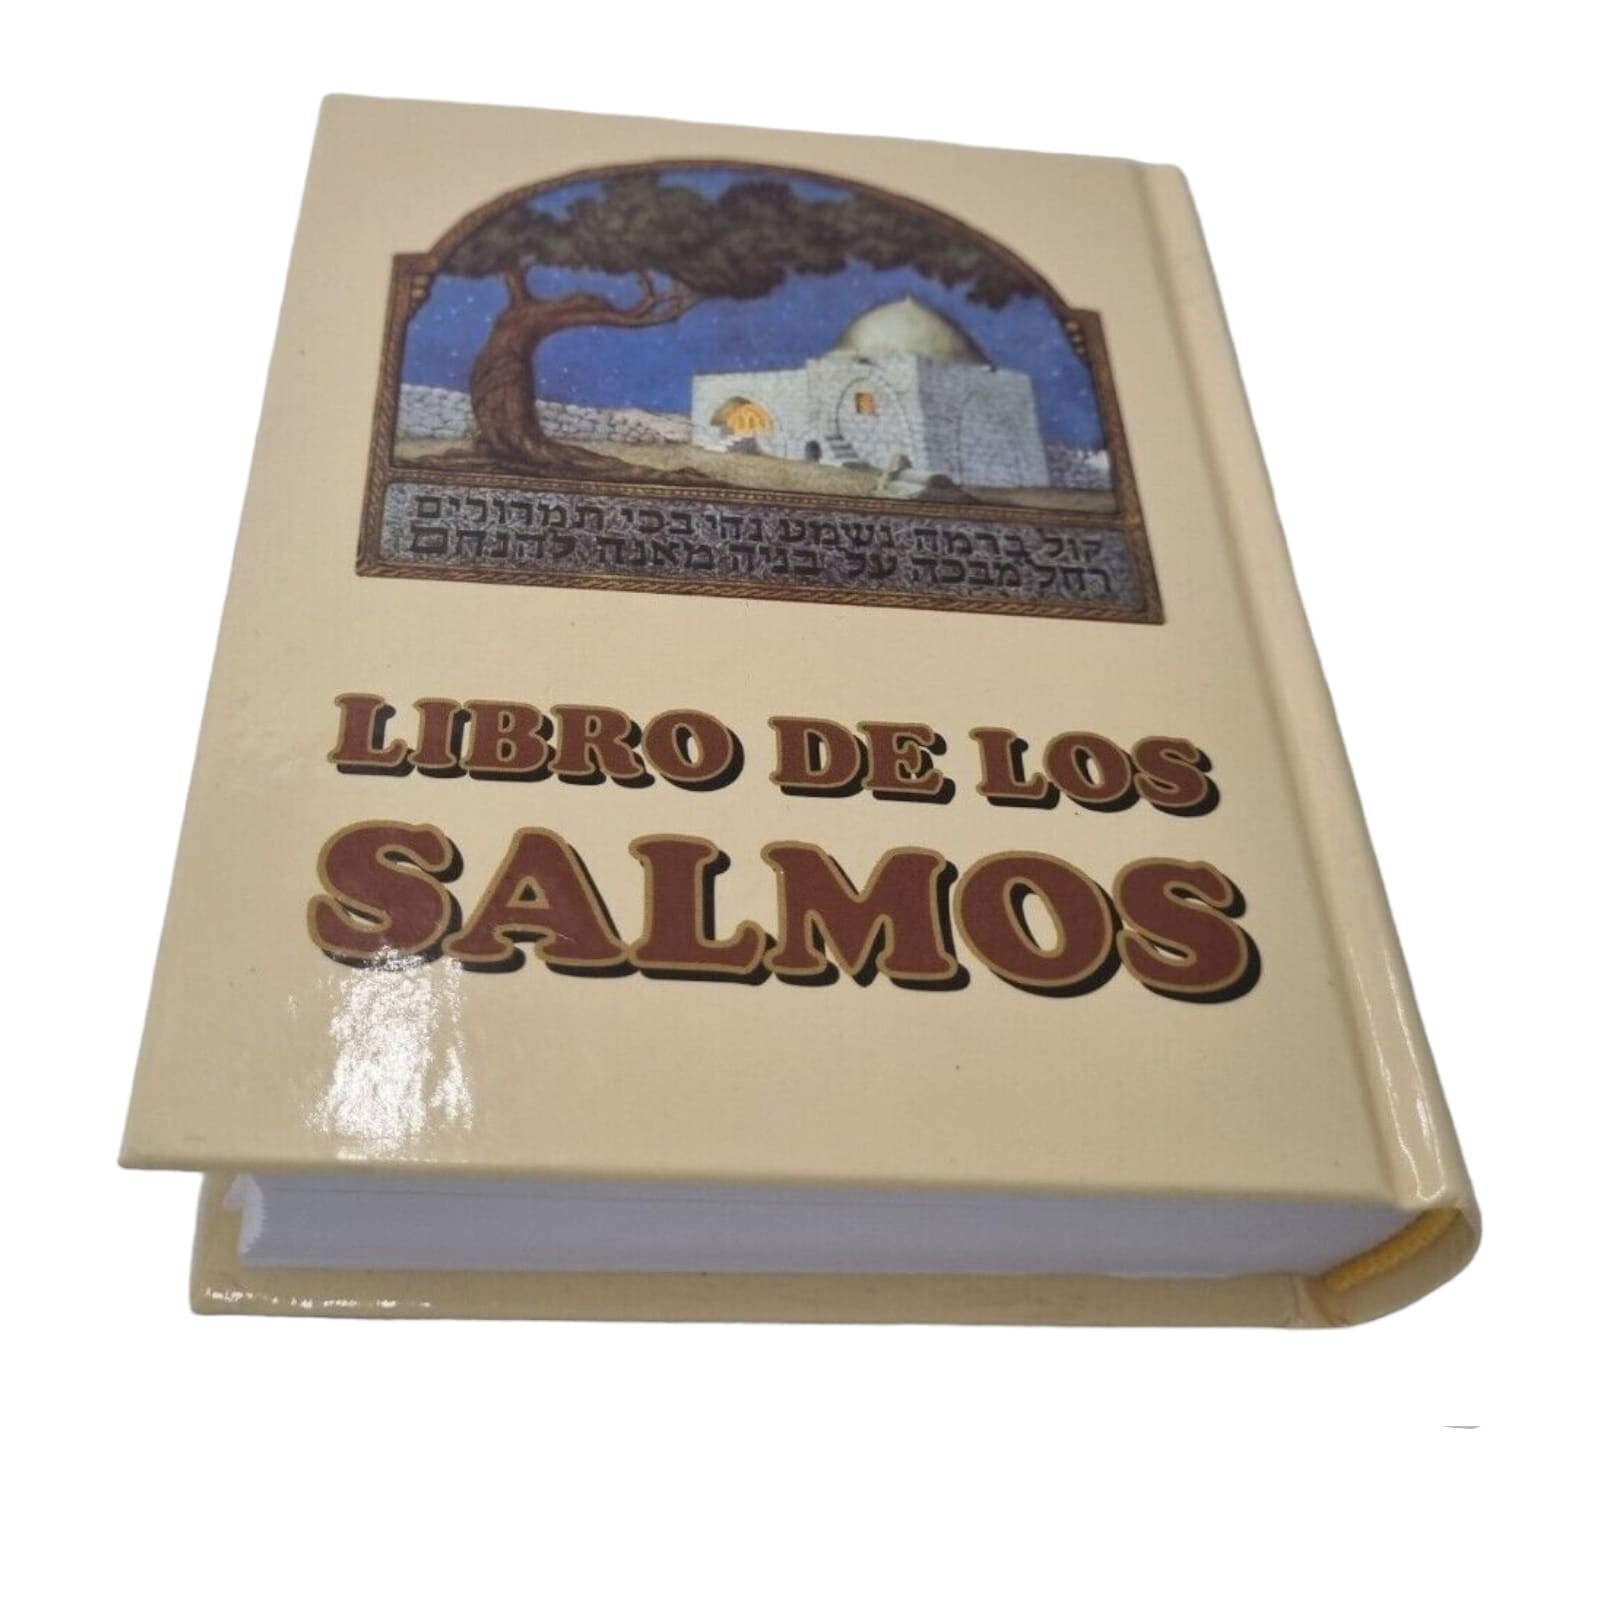 קול ברמה נשמע נהי בכי תמרורים
רחל מבכה על בניה מאנה להנחם
LIBRO DE LOS
SALMOS